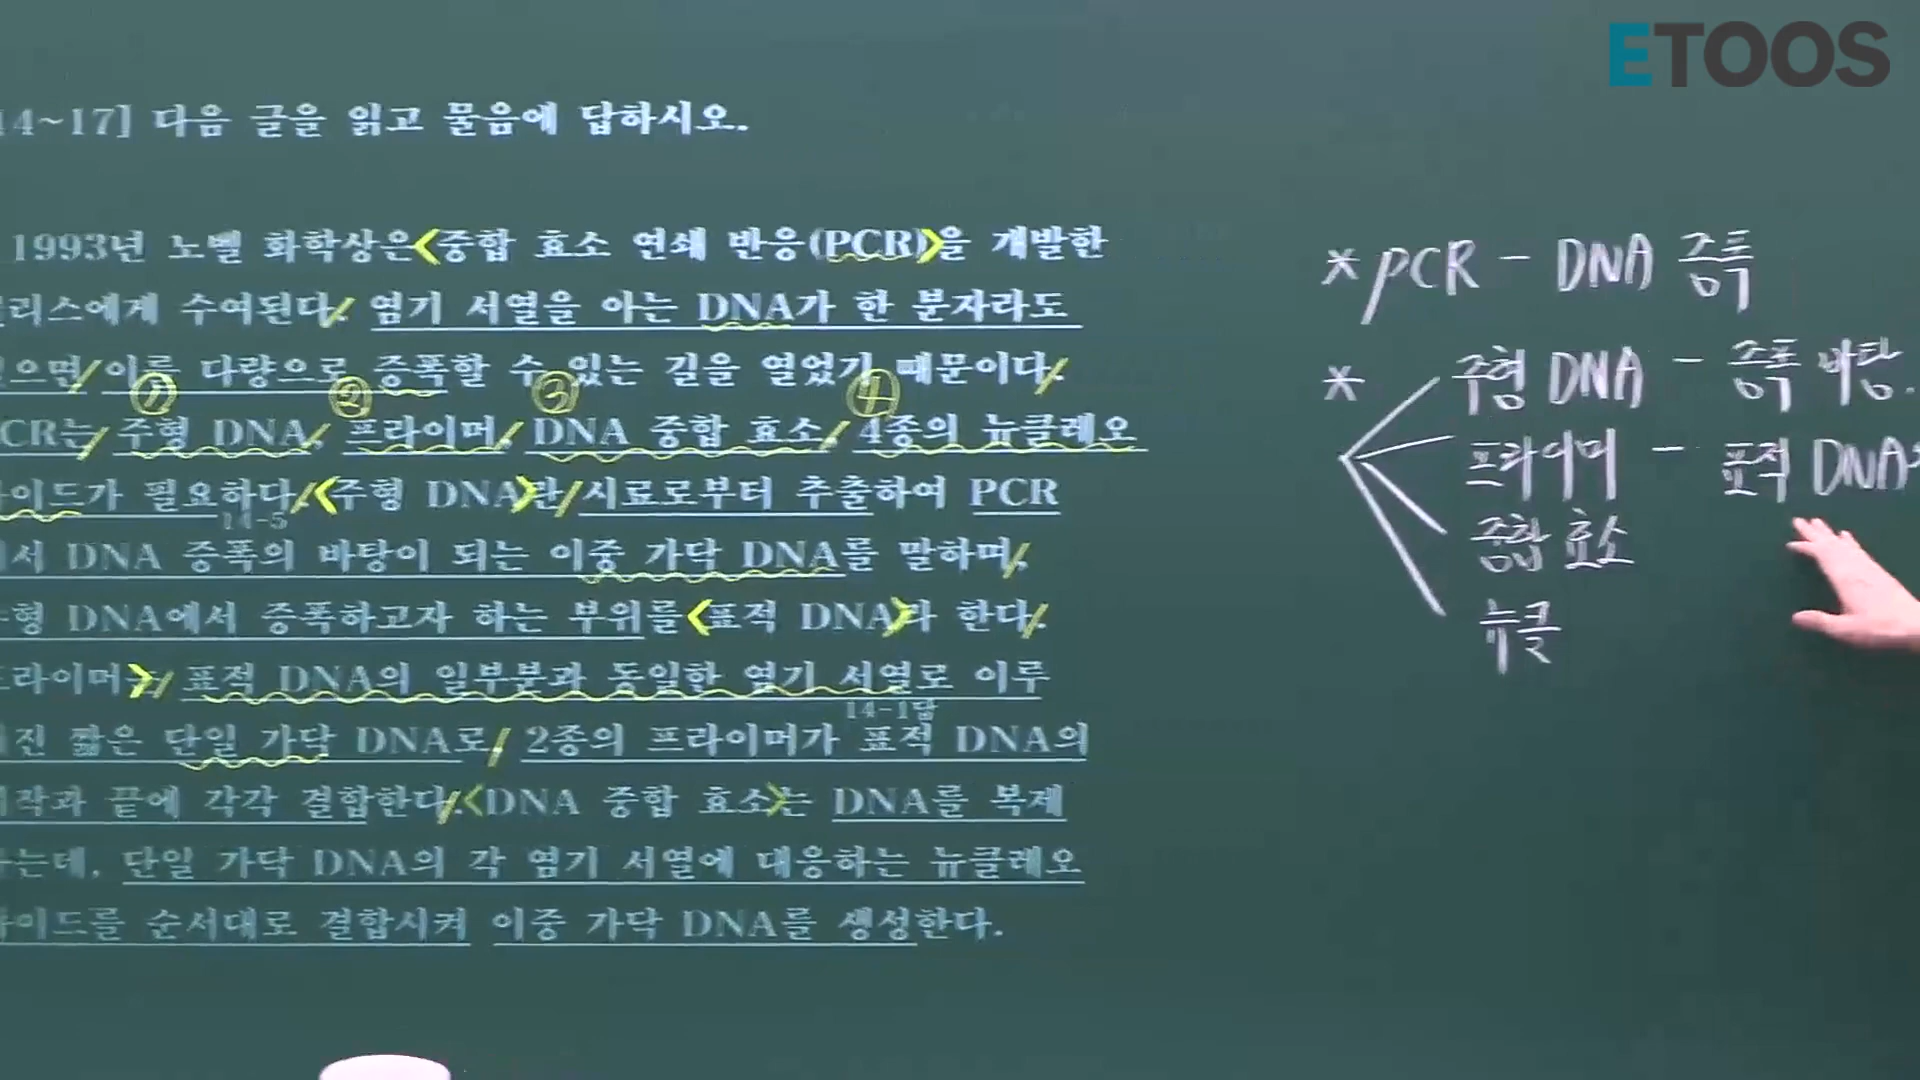 ETOOS
14~17] 다음 글을 읽고 물음에 답하시오.
1993년 노벨 화학상은 <중합 효소 연쇄 반응(PCR)>을 개발한
리스에게 수여된다. 염기 서열을 아는 DNA가 한 분자라도
으면 이를 다량으로 증폭할 수 있는 길을 열었기 때문이다.
① ② ③ ④
CR는 주형 DNA, 프라이머, DNA 중합 효소, 4종의 뉴클레오
이드가 필요하다. <주형 DNA>란 시료로부터 추출하여 PCR
14-5
서 DNA 증폭의 바탕이 되는 이중 가닥 DNA를 말하며,
형 DNA에서 증폭하고자 하는 부위를 <표적 DNA>라 한다.
라이머>는 표적 DNA의 일부분과 동일한 염기 서열로 이루
14-1답
진 짧은 단일 가닥 DNA로, 2종의 프라이머가 표적 DNA의
작과 끝에 각각 결합한다. <DNA 중합 효소>는 DNA를 복제
는데, 단일 가닥 DNA의 각 염기 서열에 대응하는 뉴클레오
이드를 순서대로 결합시켜 이중 가닥 DNA를 생성한다.
* PCR - DNA 증폭
* 주형 DNA - 증폭 바탕.
프라이머 - 표적 DNA
중합 효소
뉴클